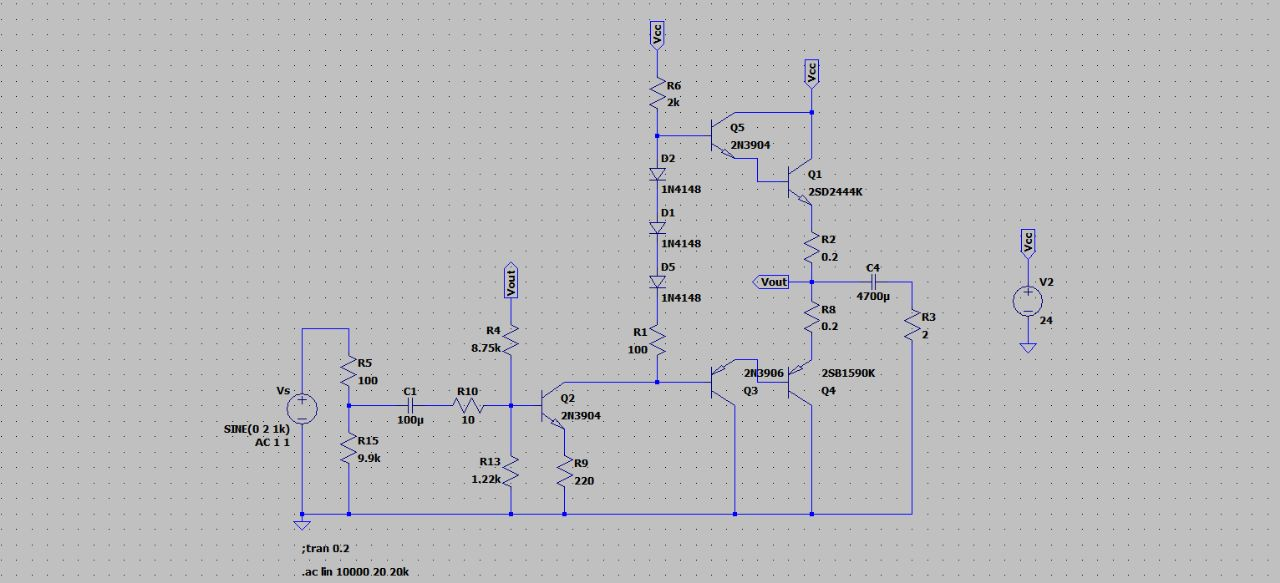 Vcc
Vcc
R6
2k
Q5
2N3904
D2
1N4148
Q1
2SD2444K
D1
1N4148
R2
0.2
Vcc
D5
1N4148
Vout
Vout
C4
4700µ
V2
24
R4
8.75k
R1
100
R8
0.2
R3
2
R5
100
2N3906
Q3
2SB1590K
Q4
Vs
SINE(0 2 1k)
AC 1 1
C1
100µ
R10
10
Q2
2N3904
R15
9.9k
R13
1.22k
R9
220
;tran 0.2
.ac lin 10000 20 20k